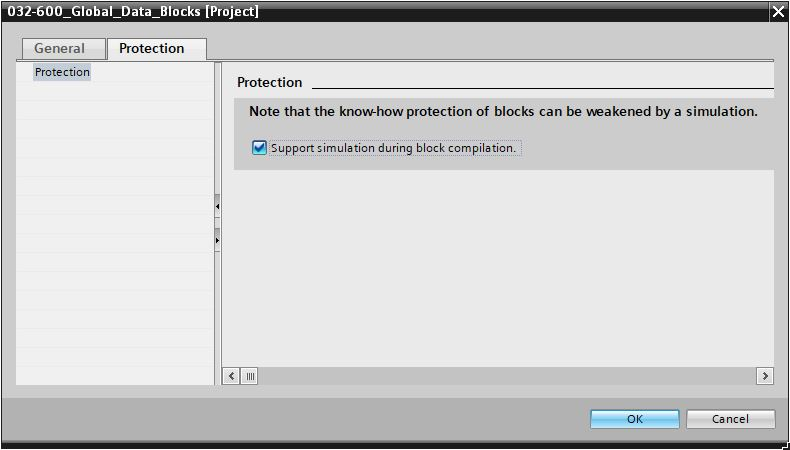 032-600_Global_Data_Blocks [Project]
General
Protection
Protection
Protection
Note that the know-how protection of blocks can be weakened by a simulation.
Support simulation during block compilation.
OK
Cancel